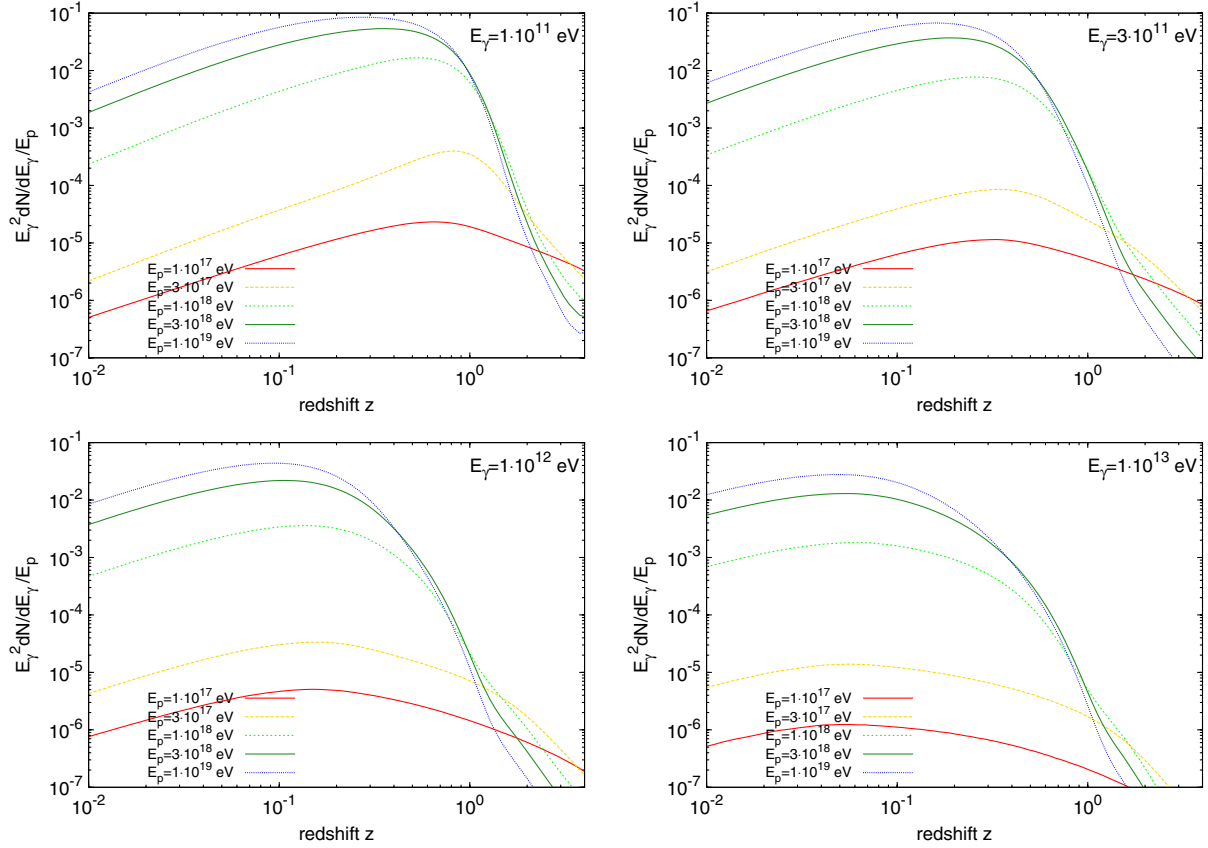 E_γ=1·10^11 eV
E_γ^2 dN/dE_γ/E_p
10^-1
10^-2
10^-3
10^-4
10^-5
10^-6
10^-7
E_p=1·10^17 eV
E_p=3·10^17 eV
E_p=1·10^18 eV
E_p=3·10^18 eV
E_p=1·10^19 eV
10^-2 10^-1 10^0
redshift z
E_γ=3·10^11 eV
E_γ^2 dN/dE_γ/E_p
10^-1
10^-2
10^-3
10^-4
10^-5
10^-6
10^-7
E_p=1·10^17 eV
E_p=3·10^17 eV
E_p=1·10^18 eV
E_p=3·10^18 eV
E_p=1·10^19 eV
10^-2 10^-1 10^0
redshift z
E_γ=1·10^12 eV
E_γ^2 dN/dE_γ/E_p
10^-1
10^-2
10^-3
10^-4
10^-5
10^-6
10^-7
E_p=1·10^17 eV
E_p=3·10^17 eV
E_p=1·10^18 eV
E_p=3·10^18 eV
E_p=1·10^19 eV
10^-2 10^-1 10^0
redshift z
E_γ=1·10^13 eV
E_γ^2 dN/dE_γ/E_p
10^-1
10^-2
10^-3
10^-4
10^-5
10^-6
10^-7
E_p=1·10^17 eV
E_p=3·10^17 eV
E_p=1·10^18 eV
E_p=3·10^18 eV
E_p=1·10^19 eV
10^-2 10^-1 10^0
redshift z